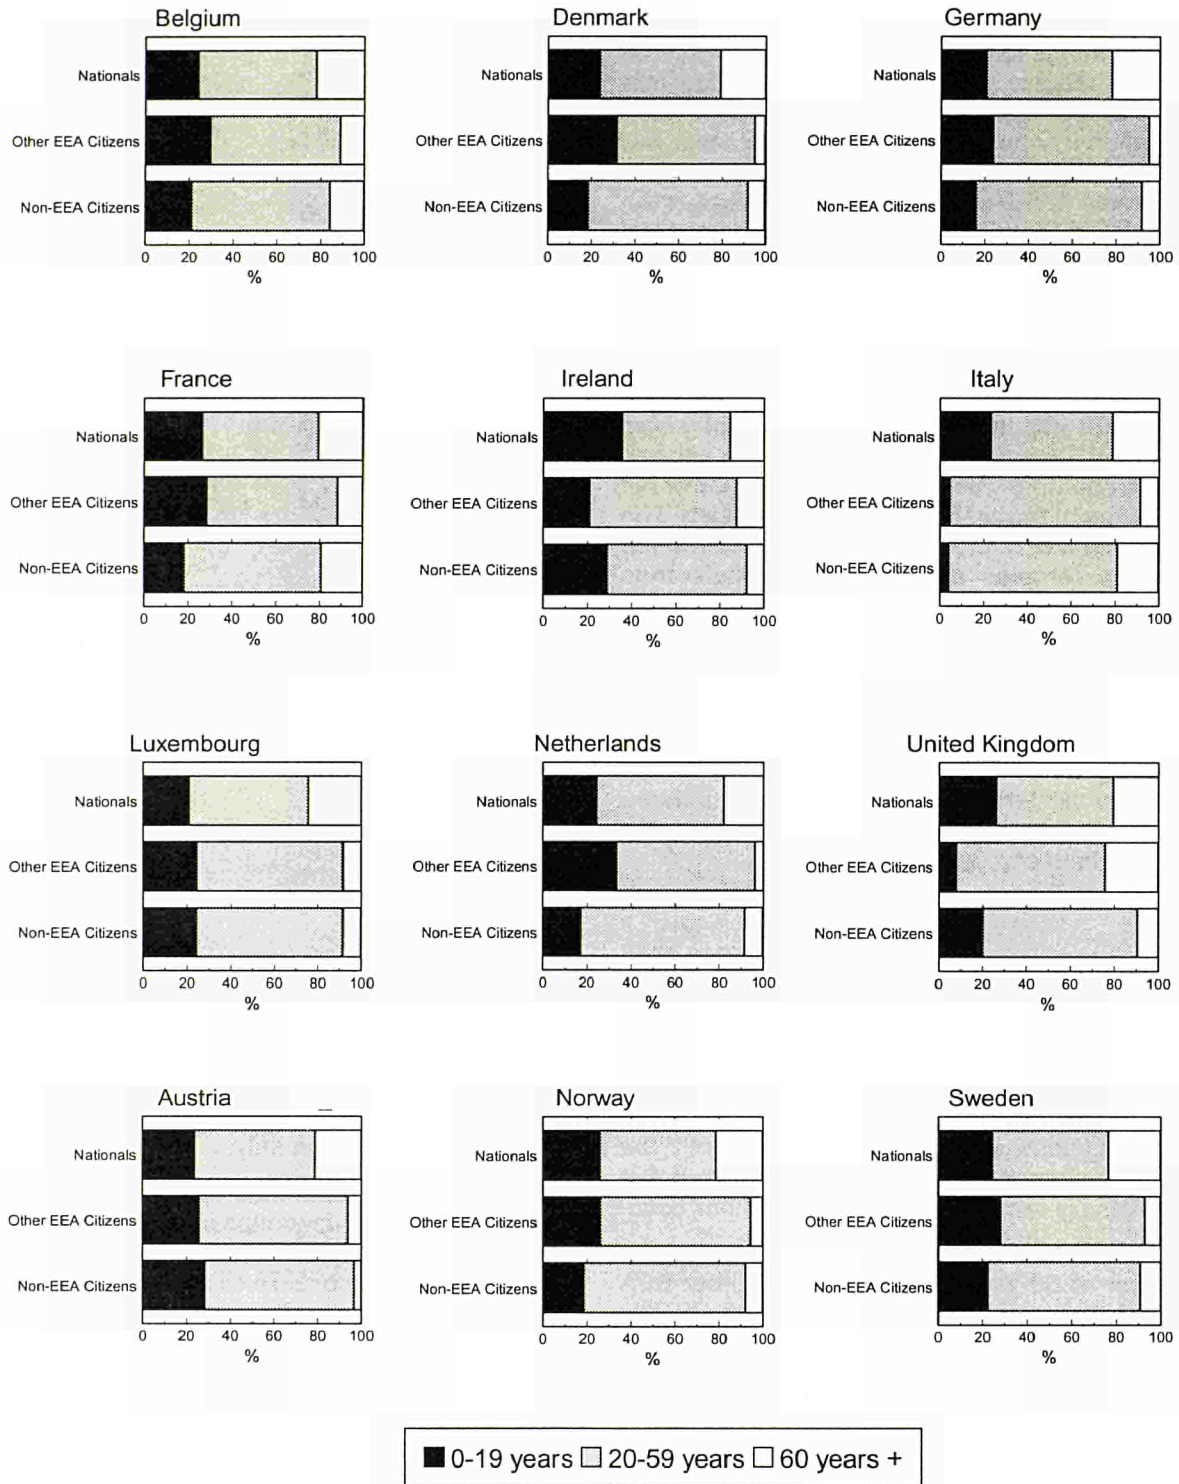 Belgium
Nationals
Other EEA Citizens
Non-EEA Citizens
0 20 40 60 80 100
%
Denmark
Nationals
Other EEA Citizens
Non-EEA Citizens
0 20 40 60 80 100
%
Germany
Nationals
Other EEA Citizens
Non-EEA Citizens
0 20 40 60 80 100
%
France
Nationals
Other EEA Citizens
Non-EEA Citizens
0 20 40 60 80 100
%
Ireland
Nationals
Other EEA Citizens
Non-EEA Citizens
0 20 40 60 80 100
%
Italy
Nationals
Other EEA Citizens
Non-EEA Citizens
0 20 40 60 80 100
%
Luxembourg
Nationals
Other EEA Citizens
Non-EEA Citizens
0 20 40 60 80 100
%
Netherlands
Nationals
Other EEA Citizens
Non-EEA Citizens
0 20 40 60 80 100
%
United Kingdom
Nationals
Other EEA Citizens
Non-EEA Citizens
0 20 40 60 80 100
%
Austria
Nationals
Other EEA Citizens
Non-EEA Citizens
0 20 40 60 80 100
%
Norway
Nationals
Other EEA Citizens
Non-EEA Citizens
0 20 40 60 80 100
%
Sweden
Nationals
Other EEA Citizens
Non-EEA Citizens
0 20 40 60 80 100
%
0-19 years 20-59 years 60 years +